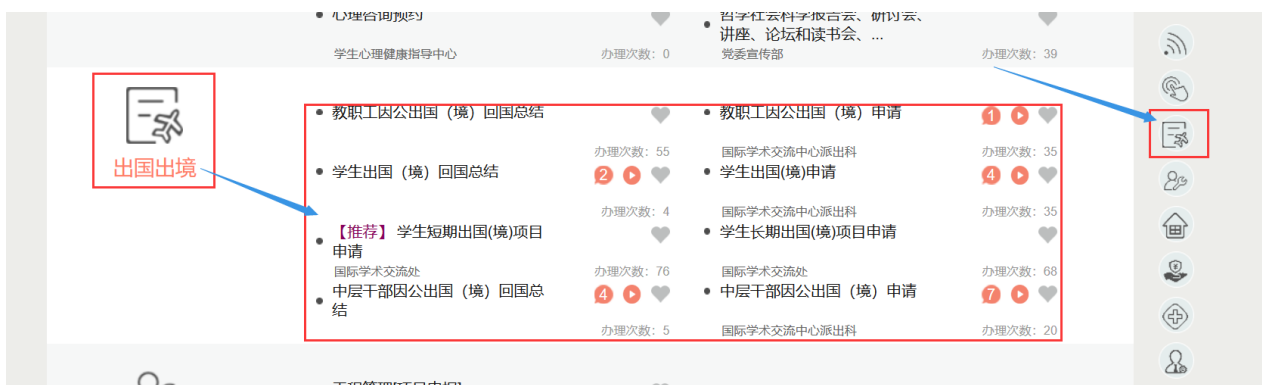 心理咨询预约
哲学社会科学报告会、研讨会、
讲座、论坛和读书会、...
学生心理健康指导中心 办理次数：0 党委宣传部 办理次数：39
出国出境
教职工因公出国（境）回国总结 教职工因公出国（境）申请 1
办理次数：55 国际学术交流中心派出科 办理次数：35
学生出国（境）回国总结 2 学生出国(境)申请 4
办理次数：4 国际学术交流中心派出科 办理次数：35
【推荐】 学生短期出国(境)项目
申请
学生长期出国(境)项目申请
国际学术交流处 办理次数：76 国际学术交流处 办理次数：68
中层干部因公出国（境）回国总
结
4 中层干部因公出国（境）申请 7
办理次数：5 国际学术交流中心派出科 办理次数：20